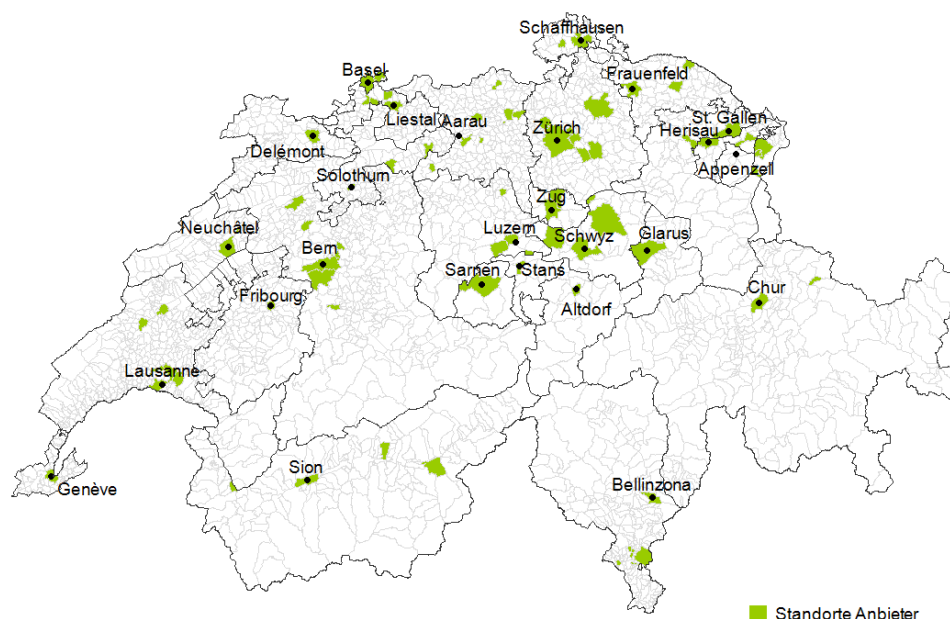 Schaffhausen
Basel
Frauenfeld
Liestal
Aarau
Zürich
St. Gallen
Herisau
Delémont
Appenzell
Solothurn
Zug
Neuchâtel
Luzern
Schwyz
Glarus
Bern
Sarnen
Stans
Chur
Fribourg
Altdorf
Lausanne
Sion
Bellinzona
Genève
Standorte Anbieter